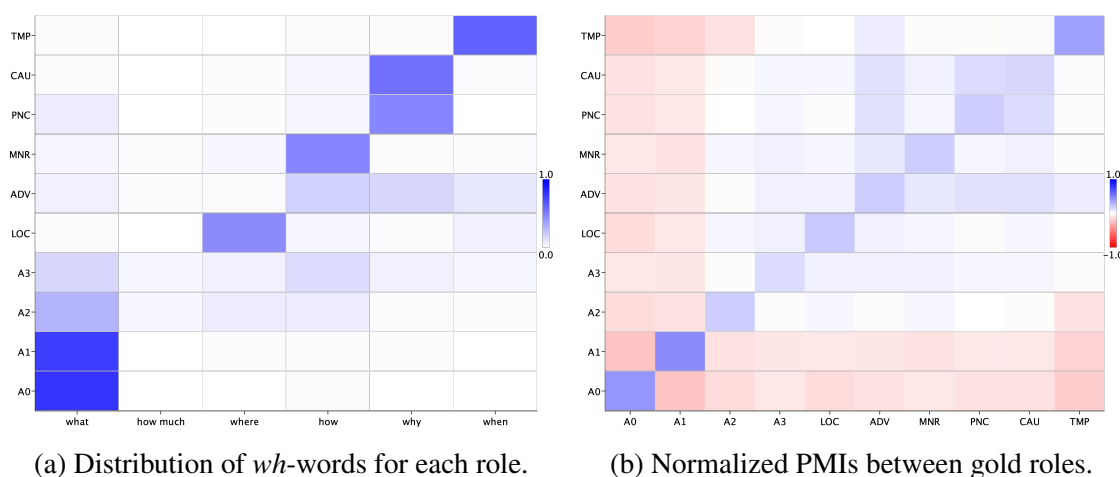 TMP
CAU
PNC
MNR
ADV
LOC
A3
A2
A1
A0
what how much where how why when
1.0
0.0
(a) Distribution of wh-words for each role.
TMP
CAU
PNC
MNR
ADV
LOC
A3
A2
A1
A0
A0 A1 A2 A3 LOC ADV MNR PNC CAU TMP
1.0
−1.0
(b) Normalized PMIs between gold roles.